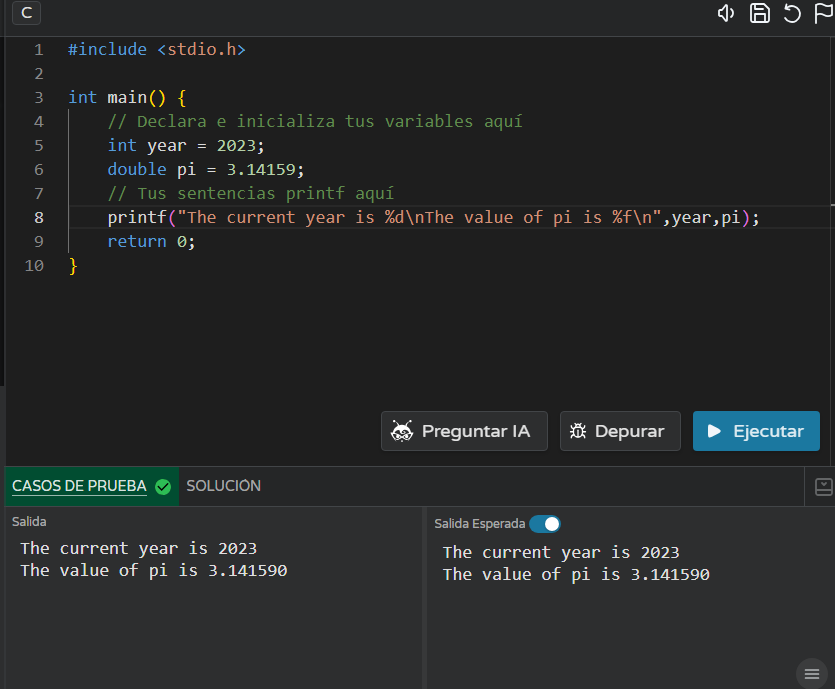 C
1 #include <stdio.h>
2
3 int main() {
4 // Declara e inicializa tus variables aquí
5 int year = 2023;
6 double pi = 3.14159;
7 // Tus sentencias printf aquí
8 printf("The current year is %d\nThe value of pi is %f\n",year,pi);
9 return 0;
10 }
Preguntar IA Depurar Ejecutar
CASOS DE PRUEBA SOLUCIÓN
Salida
The current year is 2023
The value of pi is 3.141590
Salida Esperada
The current year is 2023
The value of pi is 3.141590